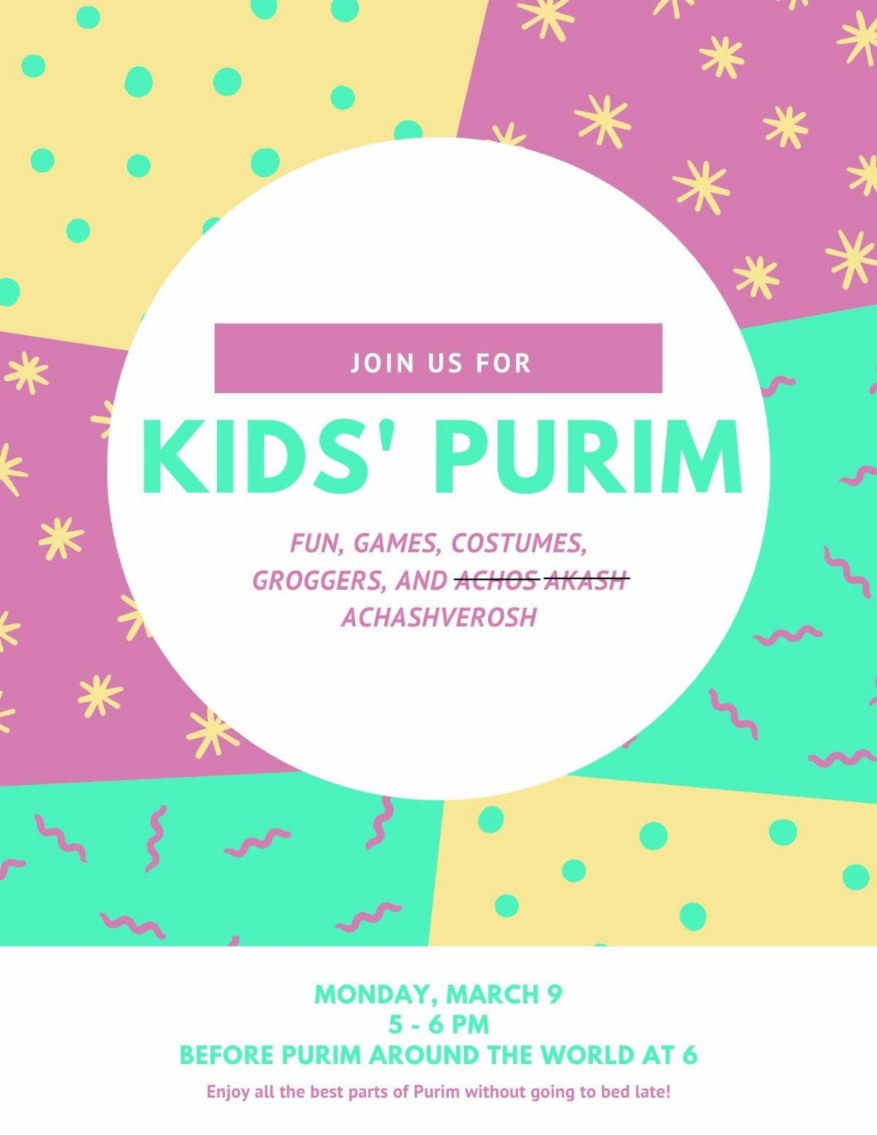 JOIN US FOR
KIDS' PURIM
FUN, GAMES, COSTUMES,
GROGGERS, AND ACHOS AKASH
ACHASHVEROSH
MONDAY, MARCH 9
5 - 6 PM
BEFORE PURIM AROUND THE WORLD AT 6
Enjoy all the best parts of Purim without going to bed late!